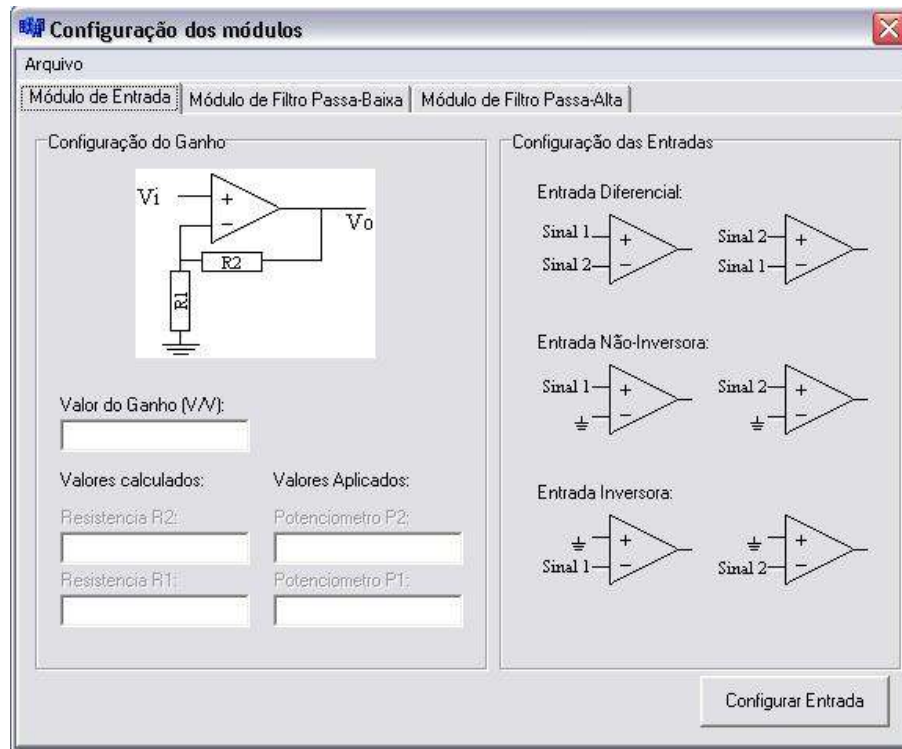 Configuração dos módulos
Arquivo
Módulo de Entrada
Módulo de Filtro Passa-Baixa
Módulo de Filtro Passa-Alta
Configuração do Ganho
Vi
+
−
Vo
R2
R1
Valor do Ganho (V/V):
Valores calculados:
Valores Aplicados:
Resistencia R2:
Potenciometro P2:
Resistencia R1:
Potenciometro P1:
Configuração das Entradas
Entrada Diferencial:
Sinal 1
+
Sinal 2
−
Sinal 2
+
Sinal 1
−
Entrada Não-Inversora:
Sinal 1
+
−
Sinal 2
+
−
Entrada Inversora:
+
Sinal 1
−
+
Sinal 2
−
Configurar Entrada